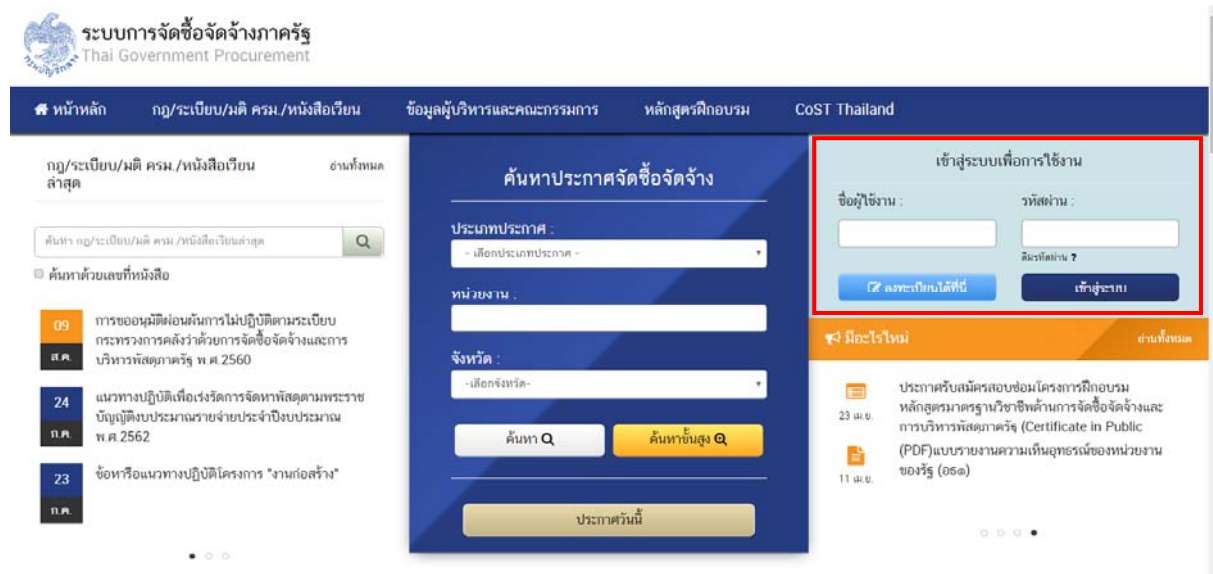 ระบบการจัดซื้อจัดจ้างภาครัฐ
Thai Government Procurement
กรมบัญชีกลาง
หน้าหลัก กฎ/ระเบียบ/มติ ครม./หนังสือเวียน ข้อมูลผู้บริหารและคณะกรรมการ หลักสูตรฝึกอบรม CoST Thailand
กฎ/ระเบียบ/มติ ครม./หนังสือเวียน อ่านทั้งหมด
ล่าสุด
ค้นหา กฎ/ระเบียบ/มติ ครม./หนังสือเวียนล่าสุด
ค้นหาด้วยเลขที่หนังสือ
09
ส.ค.
การขออนุมัติผ่อนผันการไม่ปฏิบัติตามระเบียบ
กระทรวงการคลังว่าด้วยการจัดซื้อจัดจ้างและการ
บริหารพัสดุภาครัฐ พ.ศ.2560
24
ก.ค.
แนวทางปฏิบัติเพื่อเร่งรัดการจัดหาพัสดุตามพระราช
บัญญัติงบประมาณรายจ่ายประจำปีงบประมาณ
พ.ศ.2562
23
ก.ค.
ข้อหารือแนวทางปฏิบัติโครงการ "งานก่อสร้าง"
ค้นหาประกาศจัดซื้อจัดจ้าง
ประเภทประกาศ :
- เลือกประเภทประกาศ -
หน่วยงาน :
จังหวัด :
-เลือกจังหวัด-
ค้นหา ค้นหาขั้นสูง
ประกาศวันนี้
เข้าสู่ระบบเพื่อการใช้งาน
ชื่อผู้ใช้งาน : รหัสผ่าน :
ลืมรหัสผ่าน ?
ลงทะเบียนได้ที่นี่ เข้าสู่ระบบ
มีอะไรใหม่ อ่านทั้งหมด
23 เม.ย.
ประกาศรับสมัครสอบซ่อมโครงการฝึกอบรม
หลักสูตรมาตรฐานวิชาชีพด้านการจัดซื้อจัดจ้างและ
การบริหารพัสดุภาครัฐ (Certificate in Public
11 เม.ย.
(PDF)แบบรายงานความเห็นอุทธรณ์ของหน่วยงาน
ของรัฐ (อธ๑)